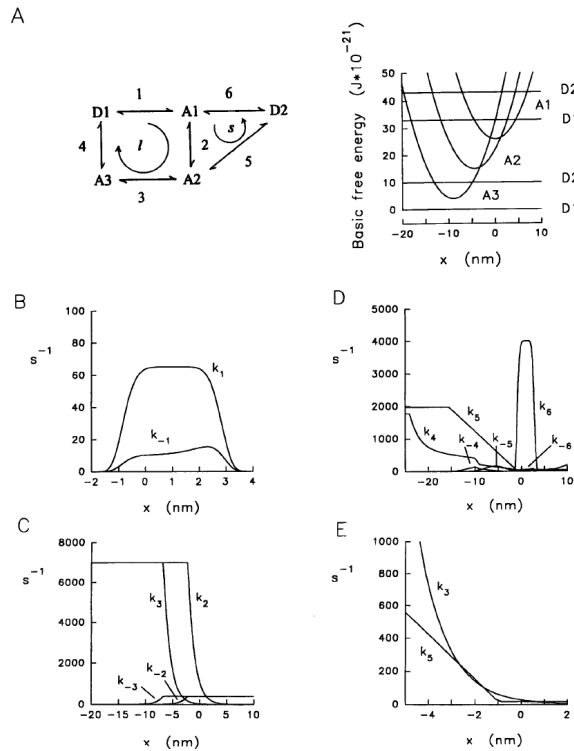 A
1 6
D1 A1 D2
4 l 2 s 5
A3 A2
3
Basic free energy (J*10⁻²¹)
50
40
30
20
10
0
D2
A1
D1
A2
D2
A3
D1
-20 -10 0 10
x (nm)
B
100
80
60
40
20
0
s⁻¹
k₁
k₋₁
-2 -1 0 1 2 3 4
x (nm)
D
5000
4000
3000
2000
1000
0
s⁻¹
k₅
k₆
k₄
k₋₄
k₋₅
k₋₆
-20 -10 0 10
x (nm)
C
8000
6000
4000
2000
0
s⁻¹
k₃
k₂
k₋₂
k₋₃
-20 -15 -10 -5 0 5 10
x (nm)
E
1000
800
600
400
200
0
s⁻¹
k₃
k₅
-4 -2 0 2
x (nm)